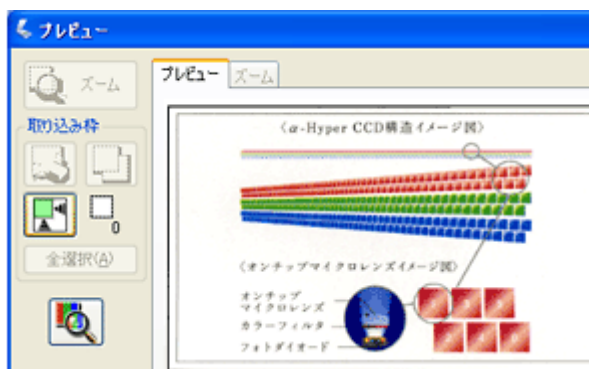 プレビュー
ズーム
プレビュー ズーム
取り込み枠
0
全選択(A)
〈α-Hyper CCD構造イメージ図〉
〈オンチップマイクロレンズイメージ図〉
オンチップ
マイクロレンズ
カラーフィルタ
フォトダイオード